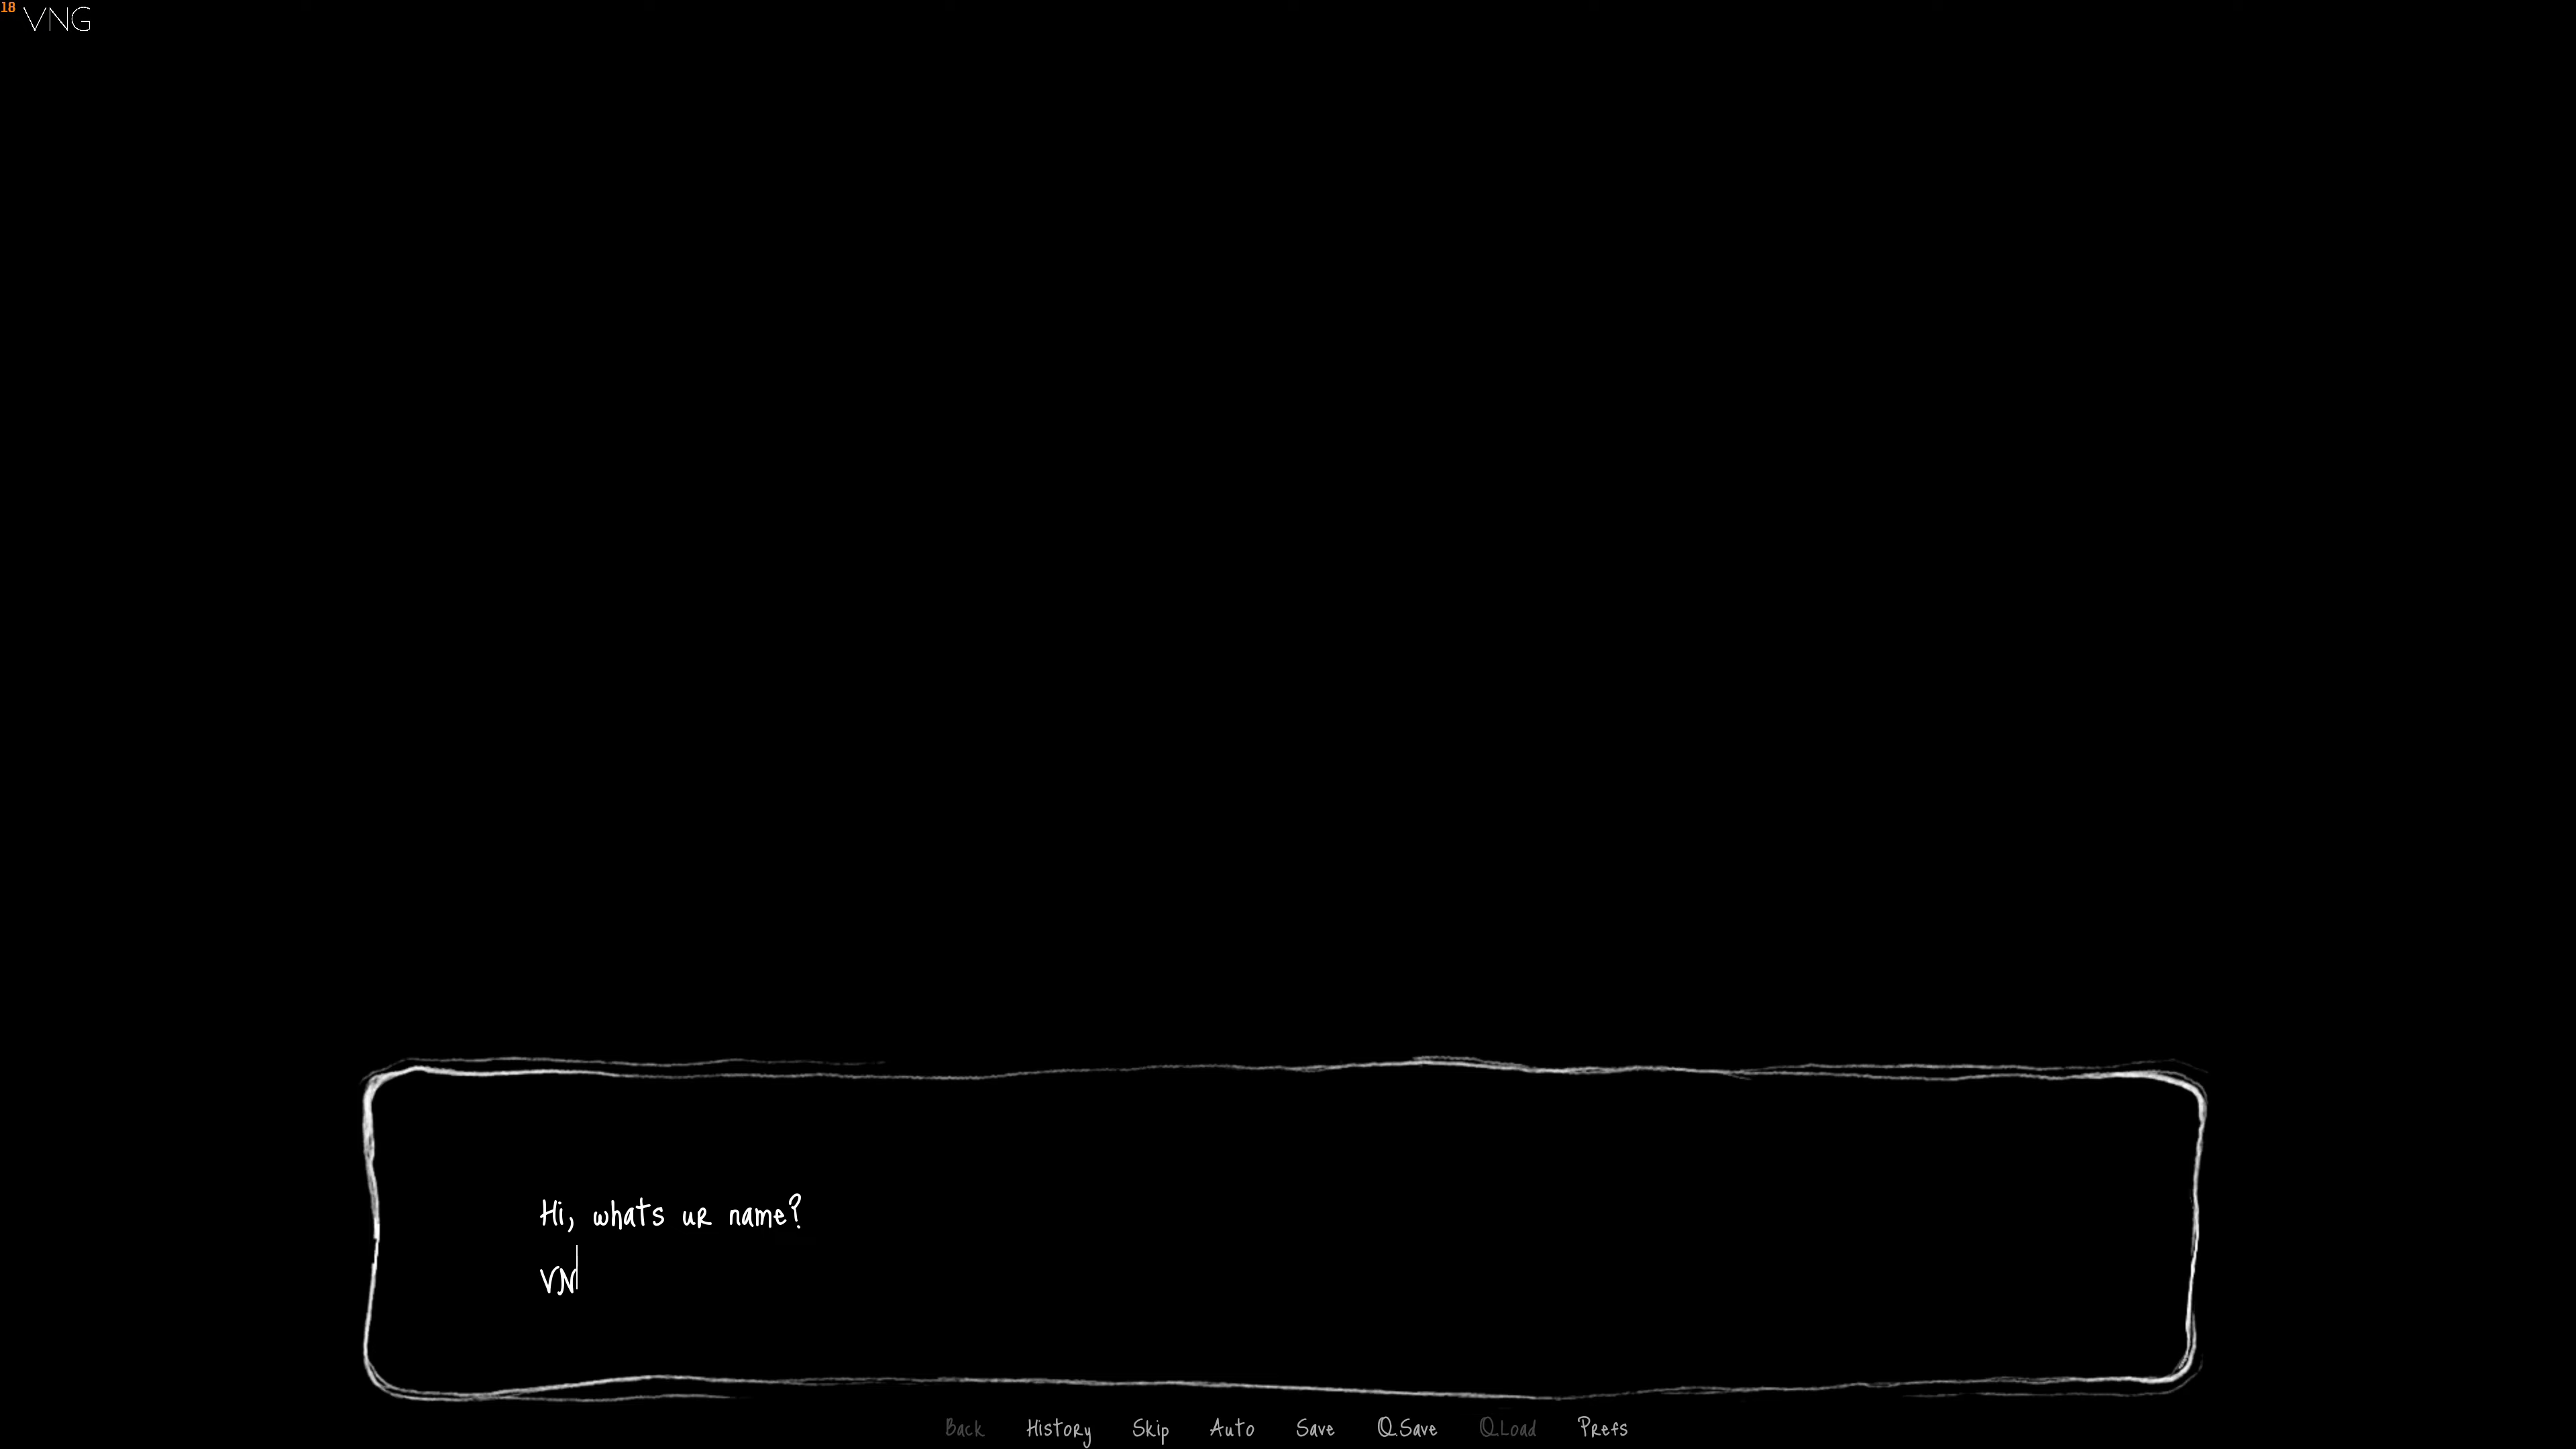 18
VNG
Hi, whats ur name?
VN
Back History Skip Auto Save Q.Save Q.Load Prefs